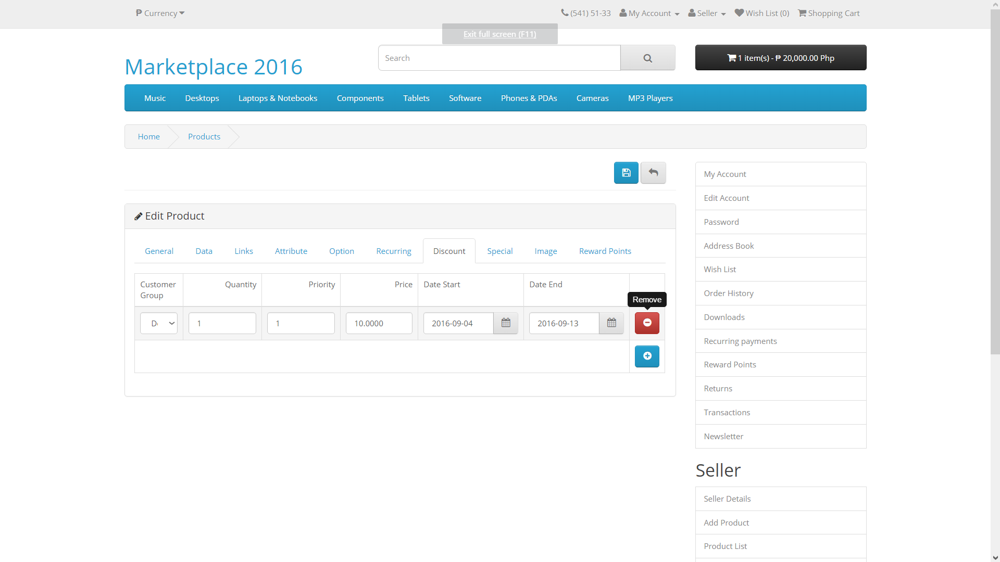 ₱ Currency
(541) 51-33 My Account Seller Wish List (0) Shopping Cart
Exit full screen (F11)
Marketplace 2016
Search
1 item(s) - ₱ 20,000.00 Php
Music Desktops Laptops & Notebooks Components Tablets Software Phones & PDAs Cameras MP3 Players
Home Products
Edit Product
General Data Links Attribute Option Recurring Discount Special Image Reward Points
Customer Group Quantity Priority Price Date Start Date End
Remove
1 1 10.0000 2016-09-04 2016-09-13
My Account
Edit Account
Password
Address Book
Wish List
Order History
Downloads
Recurring payments
Reward Points
Returns
Transactions
Newsletter
Seller
Seller Details
Add Product
Product List